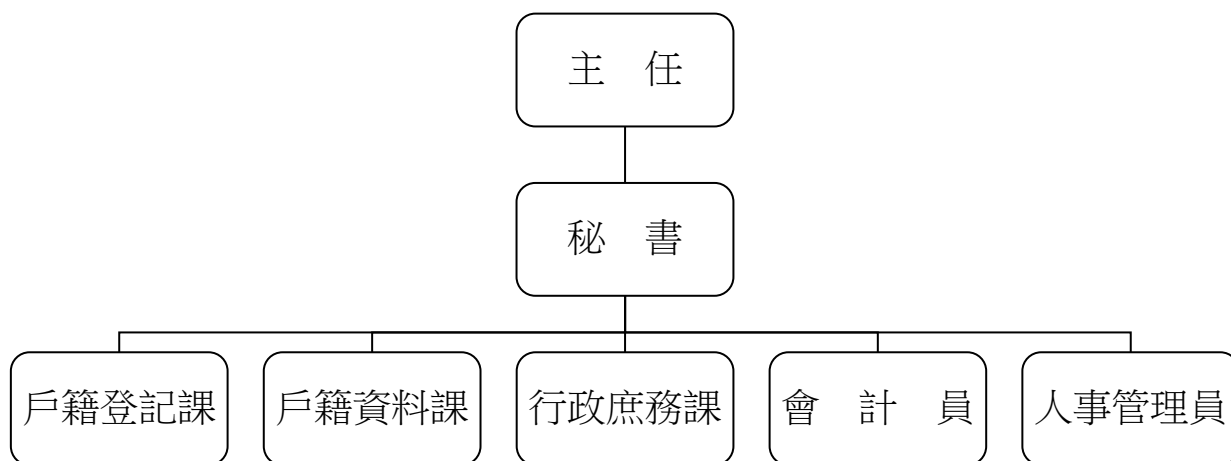 主　任
秘　書
戶籍登記課
戶籍資料課
行政庶務課
會　計　員
人事管理員